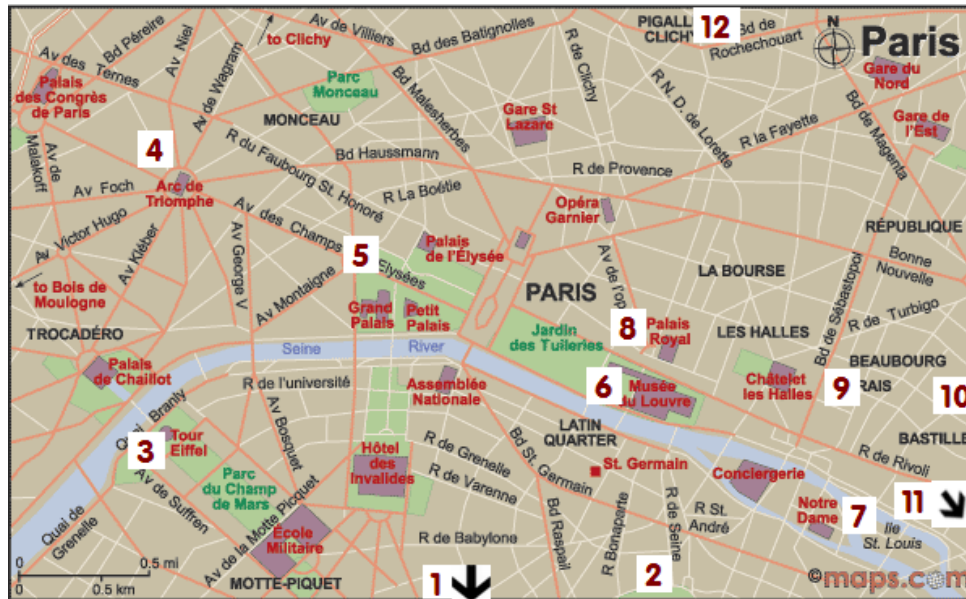 Av de Villiers
PIGALL
12
CLICHY
Bd de
Rochechouart
N
Paris
Bd Péreire
Av Niel
to Clichy
Bd des Batignolles
R de Clichy
Gare du
Nord
Av des Ternes
Av de Wagram
Palais
des Congrès
de Paris
Parc
Monceau
Bd Malesherbes
R. N. D. de Lorette
Bd de Magenta
MONCEAU
Gare St
Lazare
R la Fayette
Gare de
l'Est
Av de
Malakoff
4
R du Faubourg St. Honoré
Bd Haussmann
R de Provence
Av Foch
Arc de
Triomphe
R La Boétie
Opéra
Garnier
Av Victor Hugo
Av Kléber
Av George V
Av des Champs
Elysées
5
Palais
de l'Élysée
Av de l'op
RÉPUBLIQUE
Bonne
Nouvelle
to Bois de
Moulogne
Av Montaigne
LA BOURSE
Bd de Sébastopol
PARIS
R de Turbigo
TROCADÉRO
Grand
Palais
Petit
Palais
Jardin
des Tuileries
8
Palais
Royal
LES HALLES
Seine
River
BEAUBOURG
RAIS
Palais
de Chaillot
R de l'université
Assemblée
Nationale
6
Musée
du Louvre
Châtelet
les Halles
9
10
Quai Branly
Av Bosquet
LATIN
QUARTER
BASTILLE
3
Tour
Eiffel
Hôtel
des
Invalides
R de Grenelle
Bd St. Germain
St. Germain
R de Rivoli
Parc
du Champ
de Mars
R de Varenne
Conciergerie
Av de Suffren
Av de la Motte Picquet
Bd Raspail
R Bonaparte
R de Seine
R St.
André
Notre
Dame
7
11
Ile
St. Louis
Quai de
Grenelle
École
Militaire
R de Babylone
0
0.5 mi
0
0.5 km
MOTTE-PIQUET
1
2
©maps.com